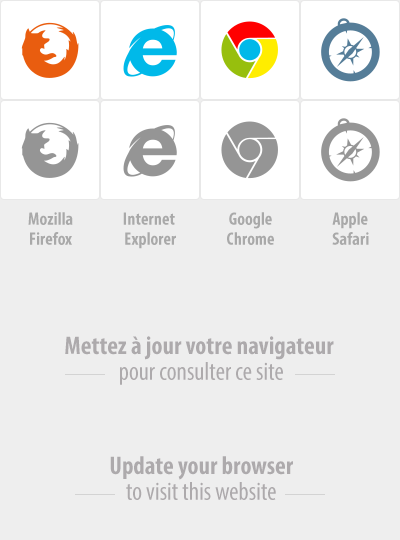 Mozilla Firefox
Internet Explorer
Google Chrome
Apple Safari
Mettez à jour votre navigateur
pour consulter ce site
Update your browser
to visit this website